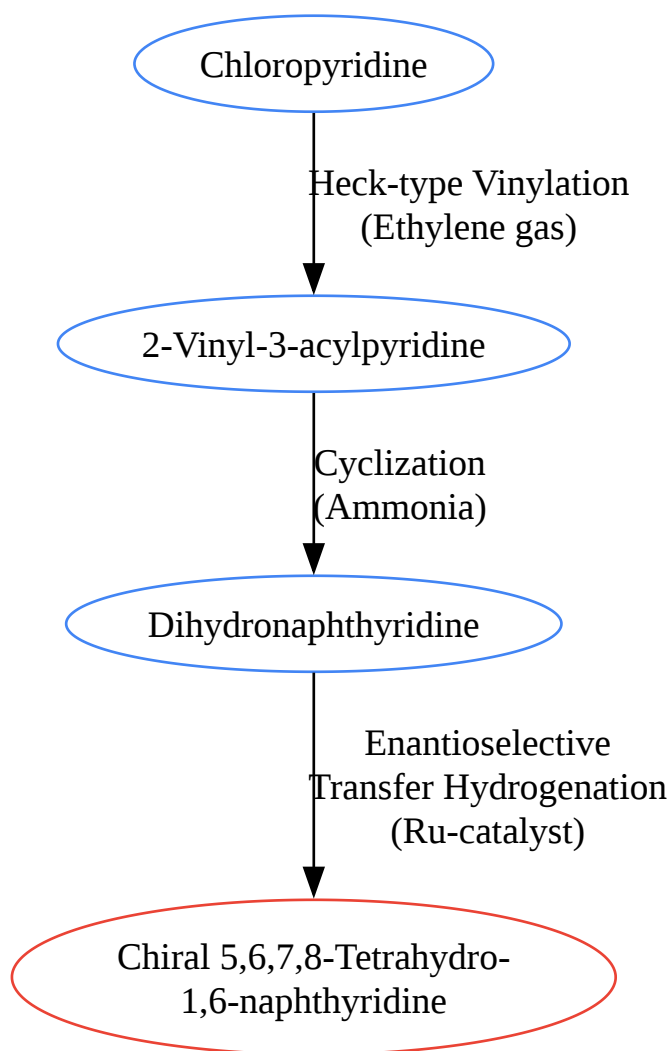 Chloropyridine
Heck-type Vinylation
(Ethylene gas)
2-Vinyl-3-acylpyridine
Cyclization
(Ammonia)
Dihydronaphthyridine
Enantioselective
Transfer Hydrogenation
(Ru-catalyst)
Chiral 5,6,7,8-Tetrahydro-
1,6-naphthyridine